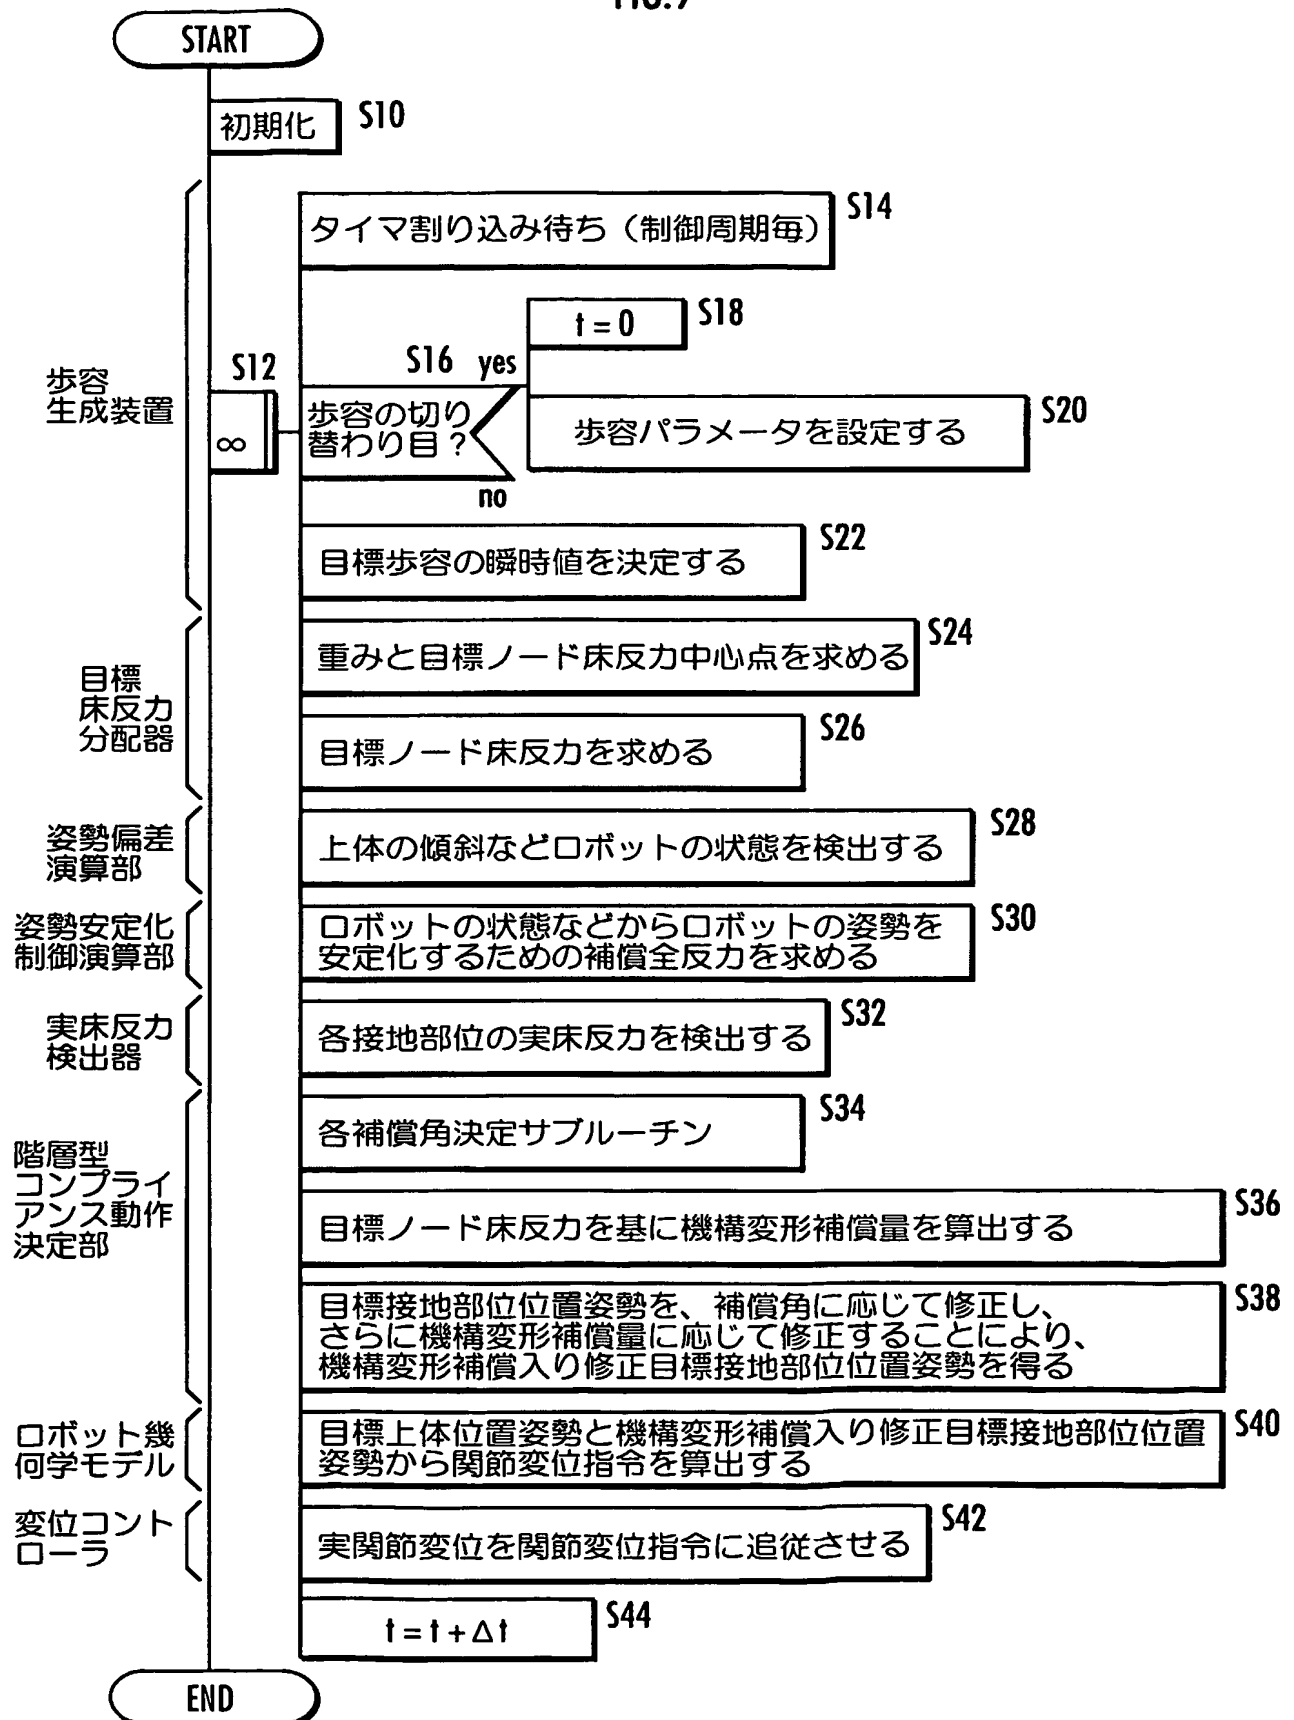 START
初期化
S10
タイマ割り込み待ち（制御周期毎）
S14
t = 0
S18
S16
yes
S12
歩容
生成装置
∞
歩容の切り
替わり目？
歩容パラメータを設定する
S20
no
目標歩容の瞬時値を決定する
S22
目標
床反力
分配器
重みと目標ノード床反力中心点を求める
S24
目標ノード床反力を求める
S26
姿勢偏差
演算部
上体の傾斜などロボットの状態を検出する
S28
姿勢安定化
制御演算部
ロボットの状態などからロボットの姿勢を
安定化するための補償全反力を求める
S30
実床反力
検出器
各接地部位の実床反力を検出する
S32
階層型
コンプライ
アンス動作
決定部
各補償角決定サブルーチン
S34
目標ノード床反力を基に機構変形補償量を算出する
S36
目標接地部位位置姿勢を、補償角に応じて修正し、
さらに機構変形補償量に応じて修正することにより、
機構変形補償入り修正目標接地部位位置姿勢を得る
S38
ロボット幾
何学モデル
目標上体位置姿勢と機構変形補償入り修正目標接地部位位置
姿勢から関節変位指令を算出する
S40
変位コント
ローラ
実関節変位を関節変位指令に追従させる
S42
t = t + Δt
S44
END